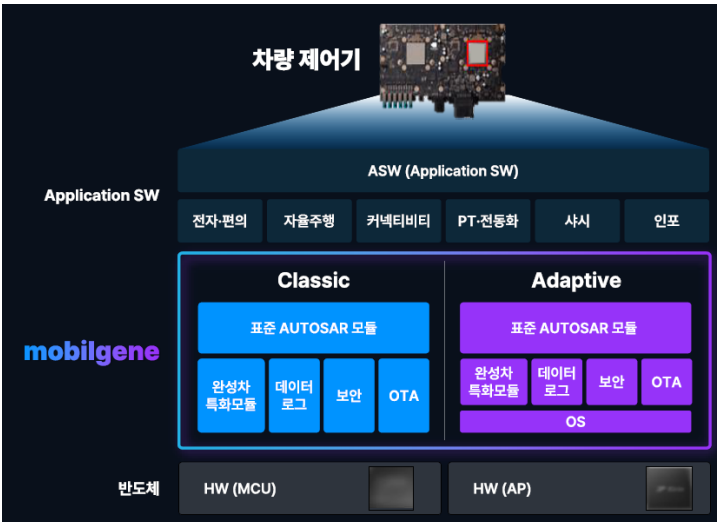 차량 제어기
ASW (Application SW)
Application SW
전자·편의
자율주행
커넥티비티
PT·전동화
샤시
인포
mobilgene
Classic
표준 AUTOSAR 모듈
완성차
특화모듈
데이터
로그
보안
OTA
Adaptive
표준 AUTOSAR 모듈
완성차
특화모듈
데이터
로그
보안
OTA
OS
반도체
HW (MCU)
HW (AP)